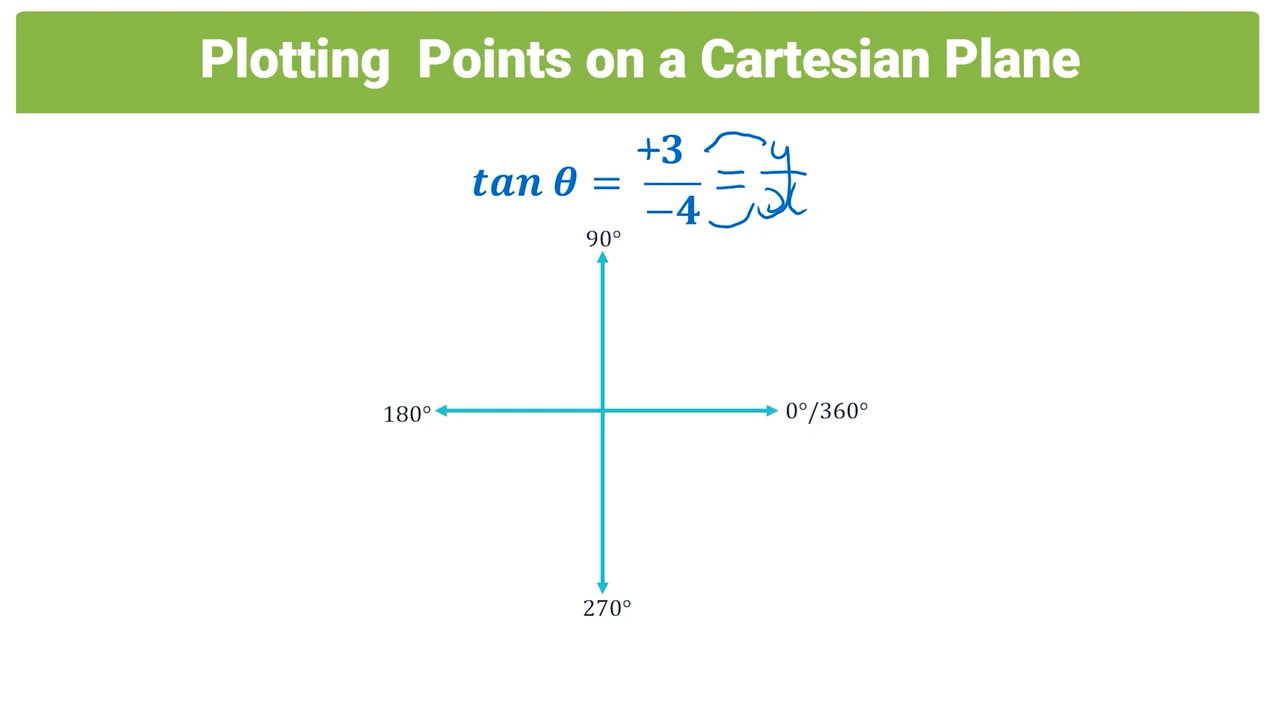 Plotting Points on a Cartesian Plane
tan θ = +3/−4 = y/x
90°
180°
0°/360°
270°